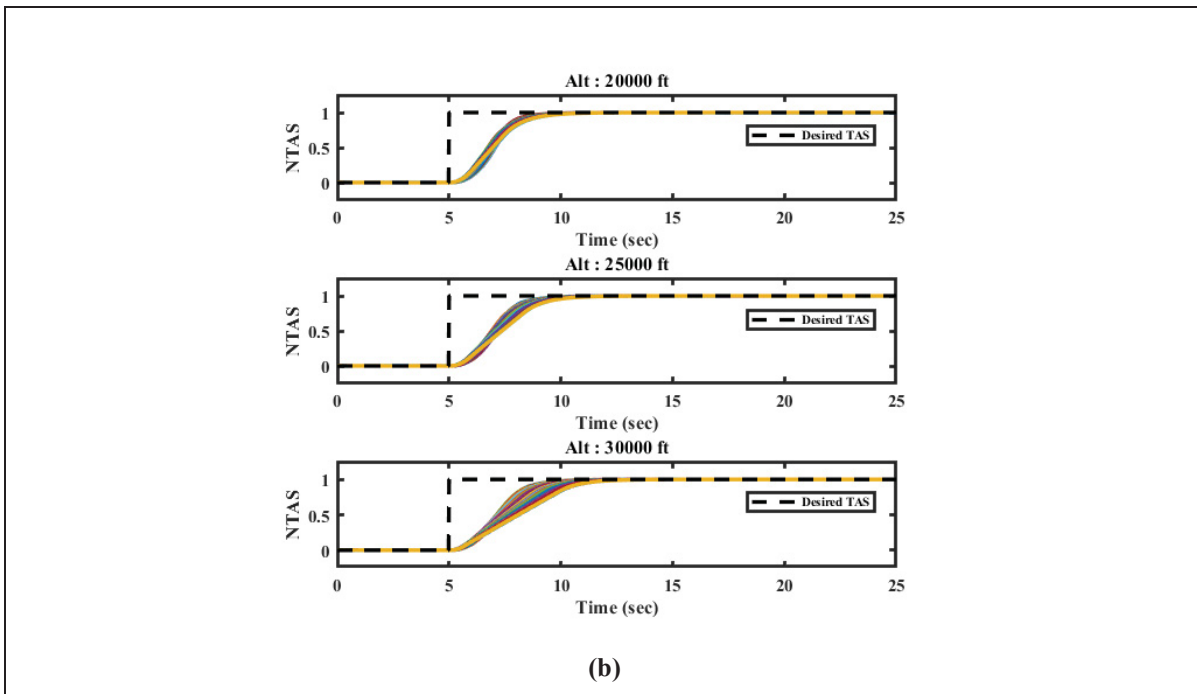 Alt : 20000 ft
1
0.5
0
NTAS
Desired TAS
0 5 10 15 20 25
Time (sec)
Alt : 25000 ft
1
0.5
0
NTAS
Desired TAS
0 5 10 15 20 25
Time (sec)
Alt : 30000 ft
1
0.5
0
NTAS
Desired TAS
0 5 10 15 20 25
Time (sec)
(b)